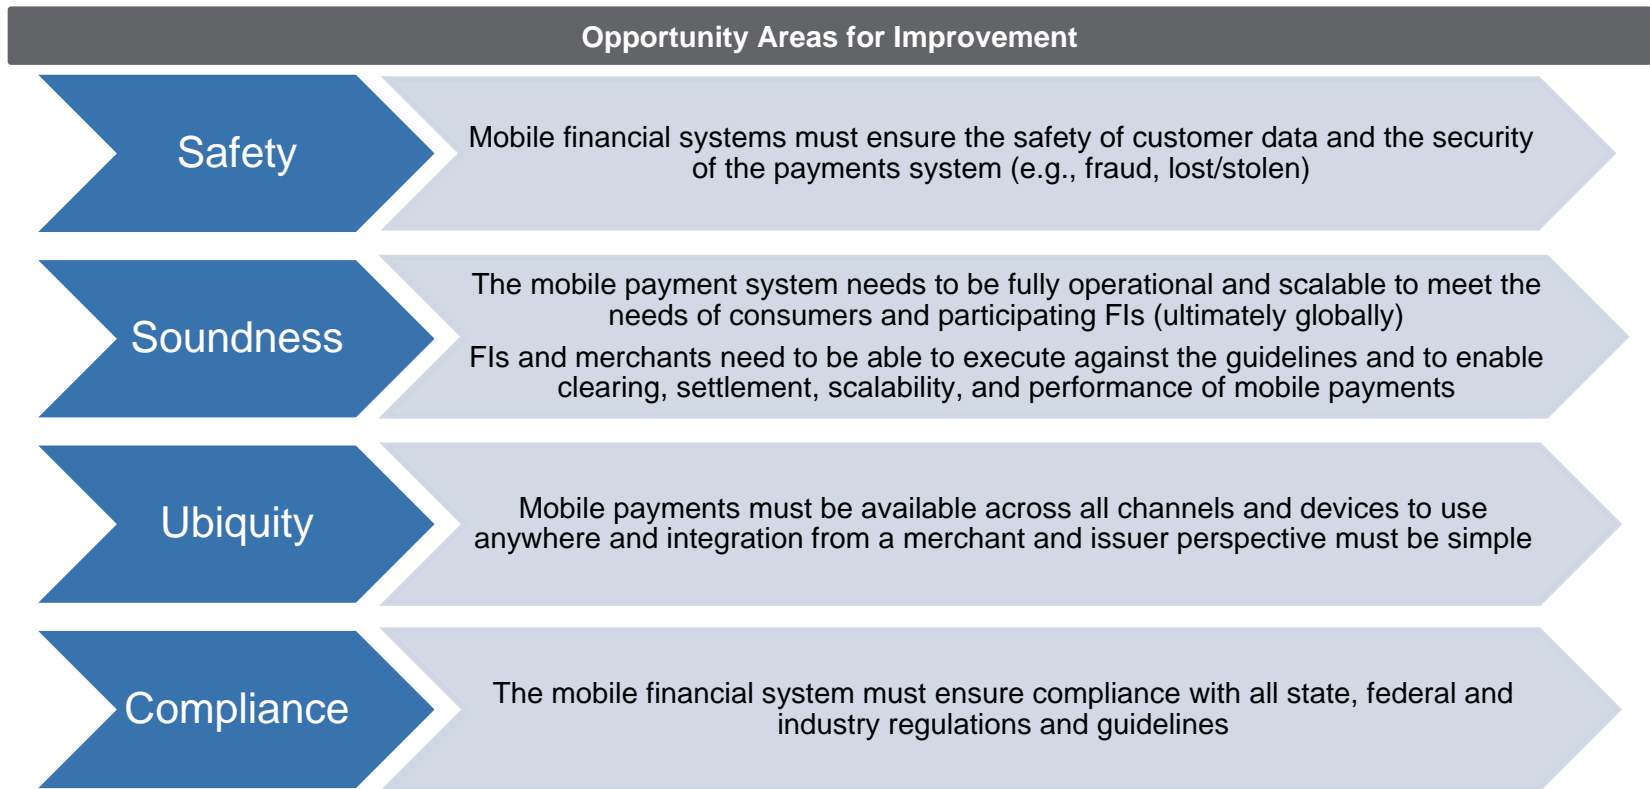 Opportunity Areas for Improvement
Safety
Mobile financial systems must ensure the safety of customer data and the security
of the payments system (e.g., fraud, lost/stolen)
Soundness
The mobile payment system needs to be fully operational and scalable to meet the
needs of consumers and participating FIs (ultimately globally)
FIs and merchants need to be able to execute against the guidelines and to enable
clearing, settlement, scalability, and performance of mobile payments
Ubiquity
Mobile payments must be available across all channels and devices to use
anywhere and integration from a merchant and issuer perspective must be simple
Compliance
The mobile financial system must ensure compliance with all state, federal and
industry regulations and guidelines